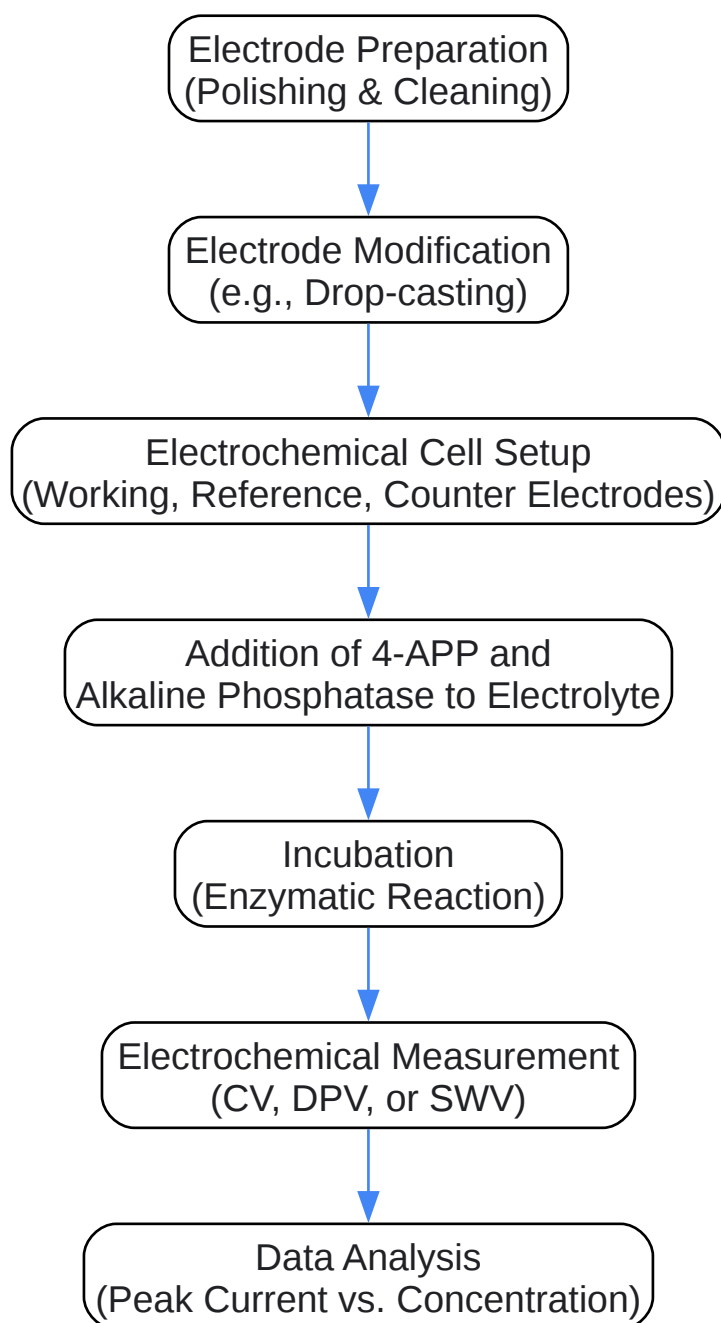 Electrode Preparation
(Polishing & Cleaning)
Electrode Modification
(e.g., Drop-casting)
Electrochemical Cell Setup
(Working, Reference, Counter Electrodes)
Addition of 4-APP and
Alkaline Phosphatase to Electrolyte
Incubation
(Enzymatic Reaction)
Electrochemical Measurement
(CV, DPV, or SWV)
Data Analysis
(Peak Current vs. Concentration)